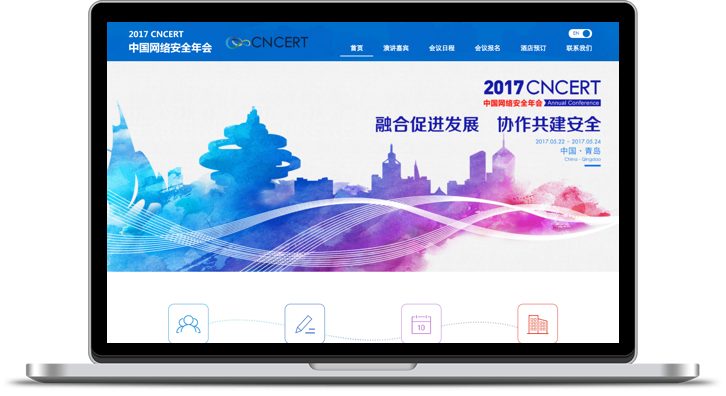 2017 CNCERT
中国网络安全年会
CNCERT
EN
首页 演讲嘉宾 会议日程 会议报名 酒店预订 联系我们
2017 CNCERT
中国网络安全年会 Annual Conference
融合促进发展 协作共建安全
2017.05.22 - 2017.05.24
中国·青岛
China - Qingdao
10